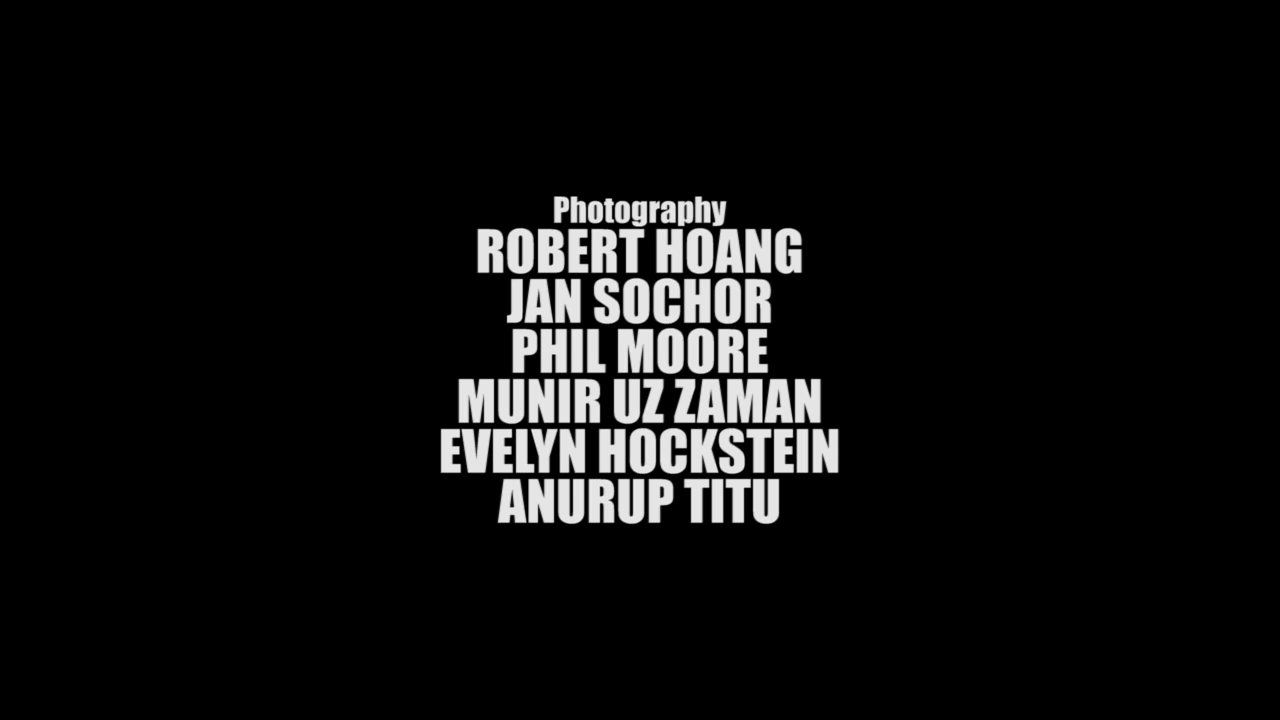 Photography
ROBERT HOANG
JAN SOCHOR
PHIL MOORE
MUNIR UZ ZAMAN
EVELYN HOCKSTEIN
ANURUP TITU